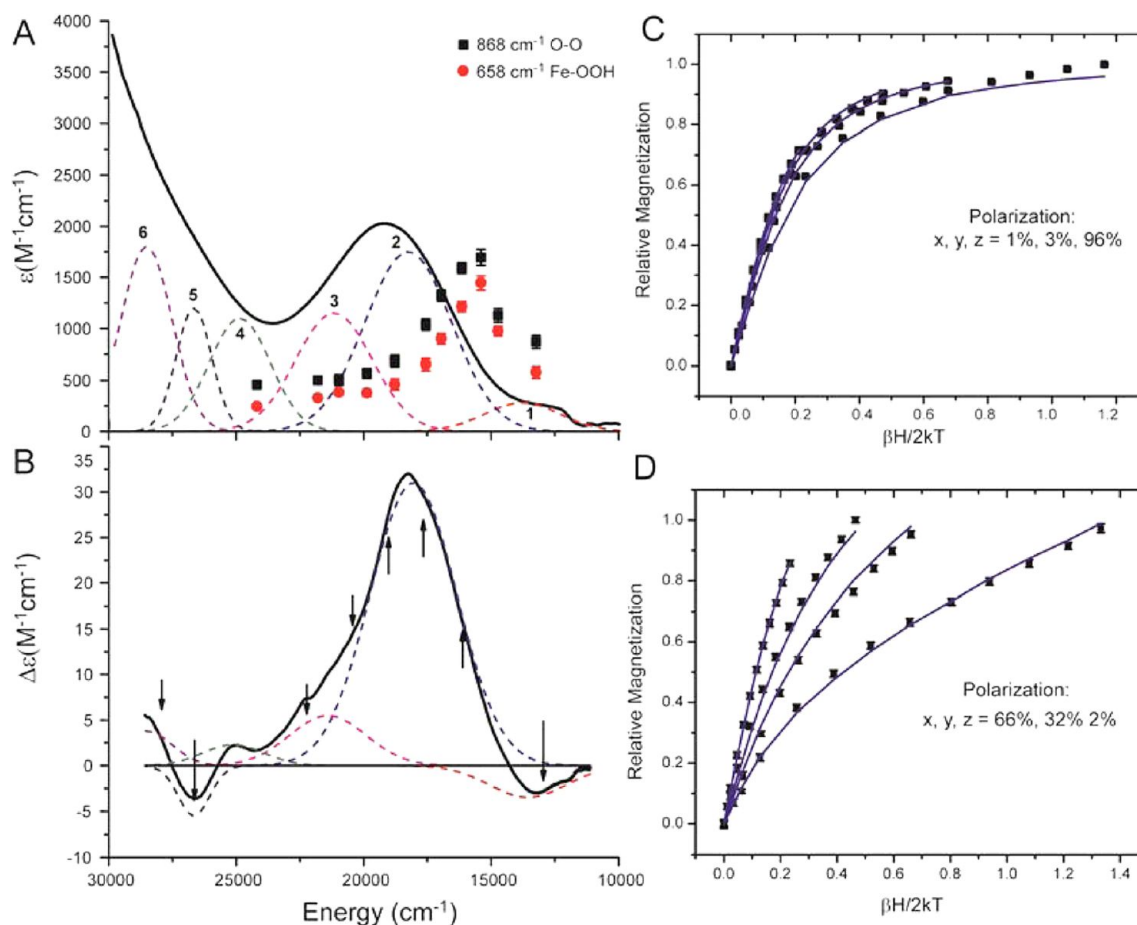 A
4000
3500
3000
2500
2000
1500
1000
500
0
ε(M⁻¹cm⁻¹)
868 cm⁻¹ O-O
658 cm⁻¹ Fe-OOH
6
5
4
3
2
1
B
35
30
25
20
15
10
5
0
-5
-10
Δε(M⁻¹cm⁻¹)
30000 25000 20000 15000 10000
Energy (cm⁻¹)
C
1.0
0.8
0.6
0.4
0.2
0.0
Relative Magnetization
Polarization:
x, y, z = 1%, 3%, 96%
0.0 0.2 0.4 0.6 0.8 1.0 1.2
βH/2kT
D
1.0
0.8
0.6
0.4
0.2
0.0
Relative Magnetization
Polarization:
x, y, z = 66%, 32% 2%
0.0 0.2 0.4 0.6 0.8 1.0 1.2 1.4
βH/2kT